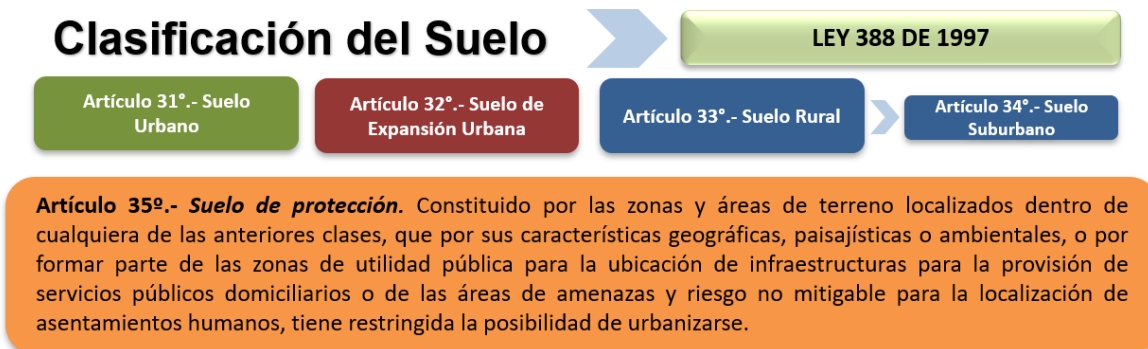 Clasificación del Suelo
LEY 388 DE 1997
Artículo 31°.- Suelo
Urbano
Artículo 32°.- Suelo de
Expansión Urbana
Artículo 33°.- Suelo Rural
Artículo 34°.- Suelo
Suburbano
Artículo 35º.- Suelo de protección. Constituido por las zonas y áreas de terreno localizados dentro de
cualquiera de las anteriores clases, que por sus características geográficas, paisajísticas o ambientales, o por
formar parte de las zonas de utilidad pública para la ubicación de infraestructuras para la provisión de
servicios públicos domiciliarios o de las áreas de amenazas y riesgo no mitigable para la localización de
asentamientos humanos, tiene restringida la posibilidad de urbanizarse.